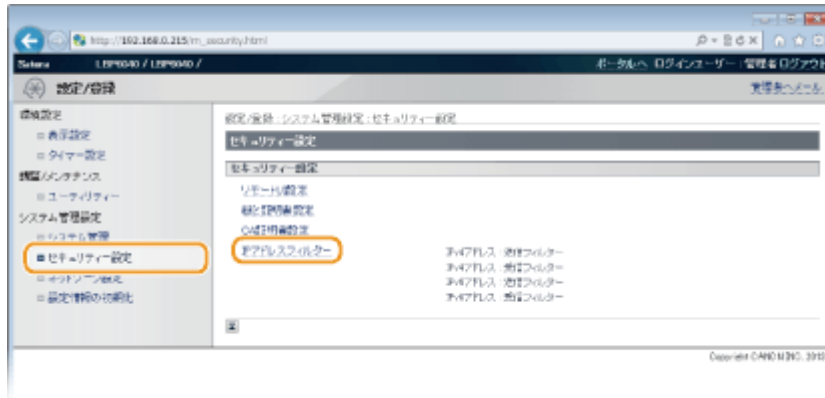 http://192.168.0.215/m_security.html
Satera LBP6040 / LBP6040 /
ポータルへ ログインユーザー: 管理者 ログアウト
設定/登録
管理者へメール
環境設定
表示設定
タイマー設定
調整/メンテナンス
ユーティリティー
システム管理設定
システム管理
セキュリティー設定
ネットワーク設定
設定情報の初期化
設定/登録 : システム管理設定 : セキュリティー設定
セキュリティー設定
セキュリティー設定
リモートUI設定
鍵と証明書設定
CA証明書設定
IPアドレスフィルター
IPv4アドレス : 送信フィルター
IPv4アドレス : 受信フィルター
IPv6アドレス : 送信フィルター
IPv6アドレス : 受信フィルター
Copyright CANON INC.